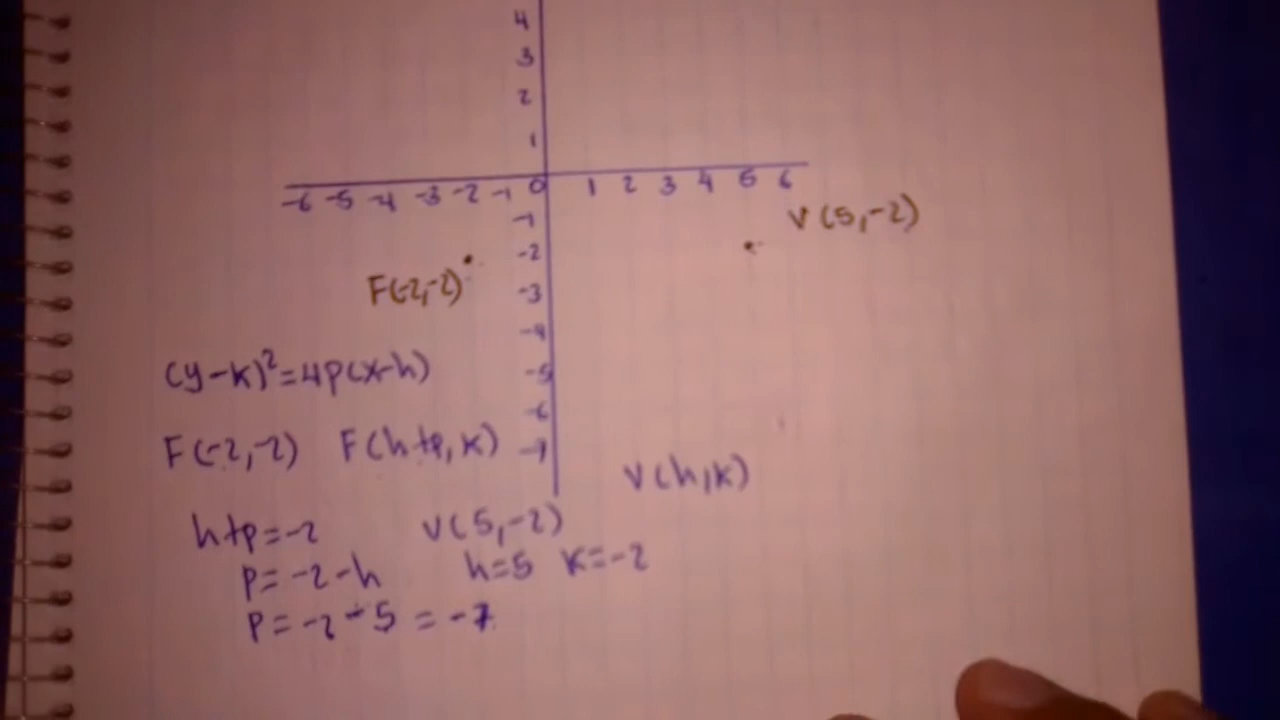 4
3
2
1
-6 -5 -4 -3 -2 -1 0 1 2 3 4 5 6
-1
V(5,-2)
-2
F(-2,-2)
-3
-4
-5
-6
-7
(y-k)²=4p(x-h)
F(-2,-2) F(h+p,k)
V(h,k)
h+p=-2 V(5,-2)
p=-2-h h=5 k=-2
p=-2-5=-7